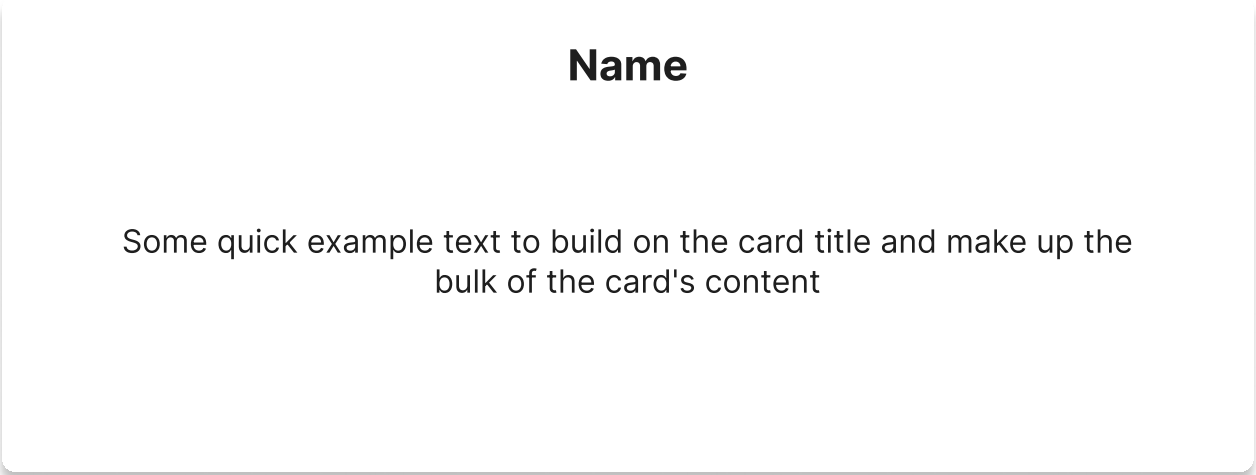 Name
Some quick example text to build on the card title and make up the
bulk of the card's content